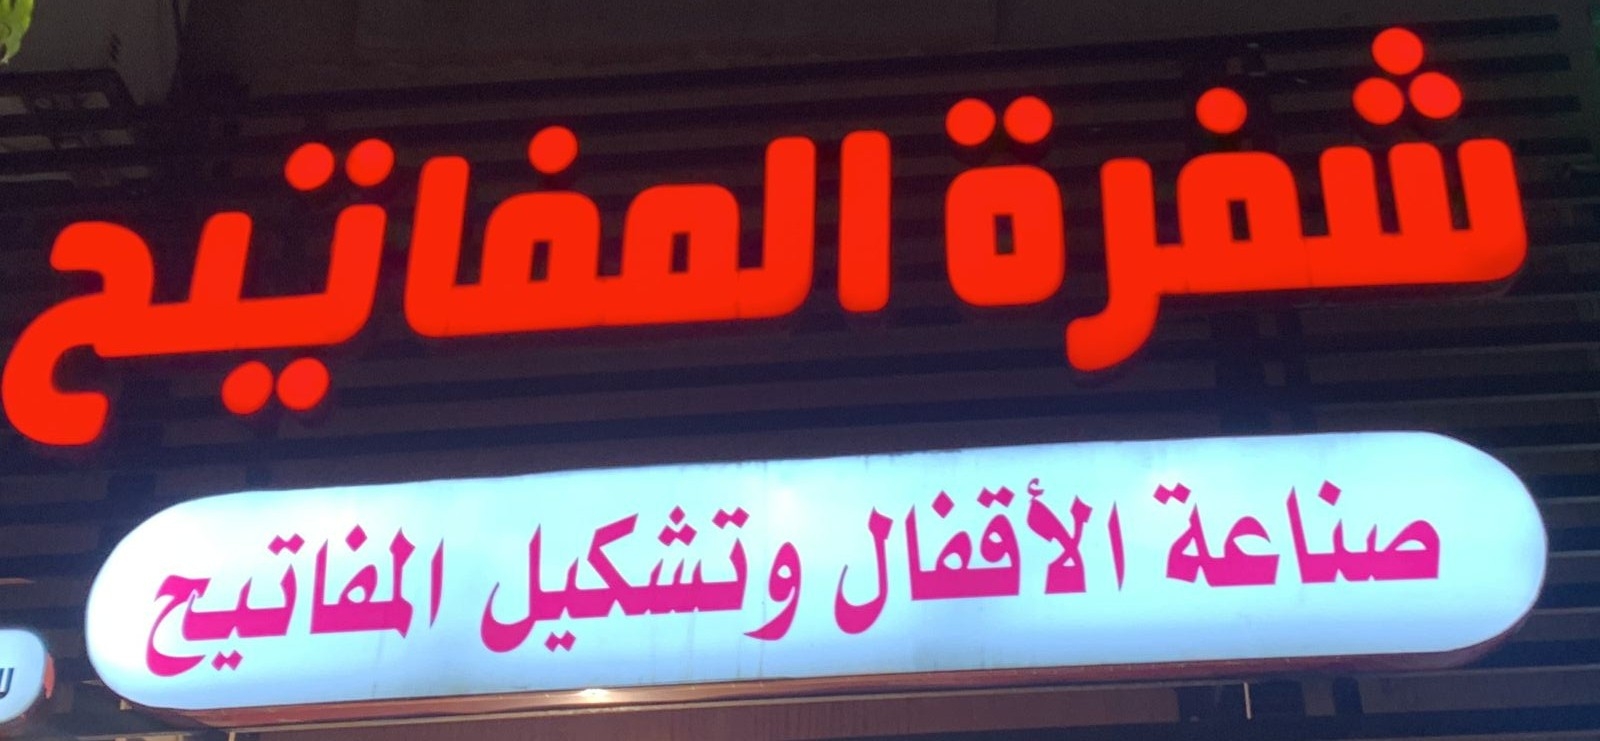 شفرة المفاتيح
صناعة الأقفال وتشكيل المفاتيح